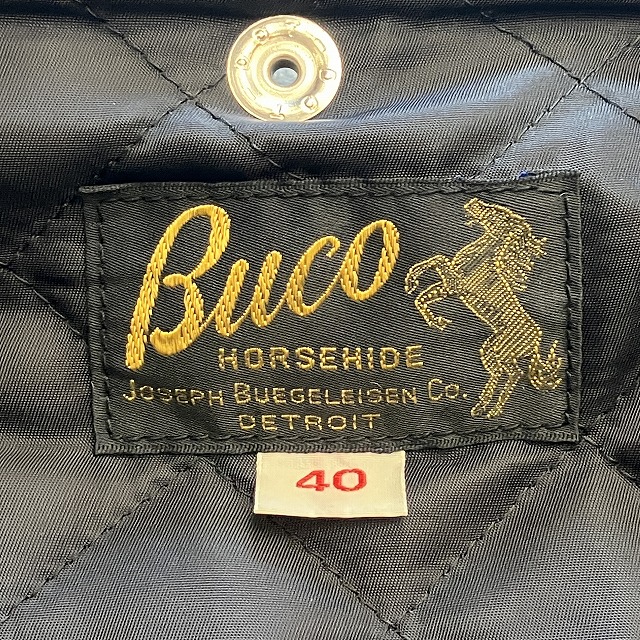 Buco
HORSEHIDE
JOSEPH BUEGELEISEN CO.
DETROIT
40